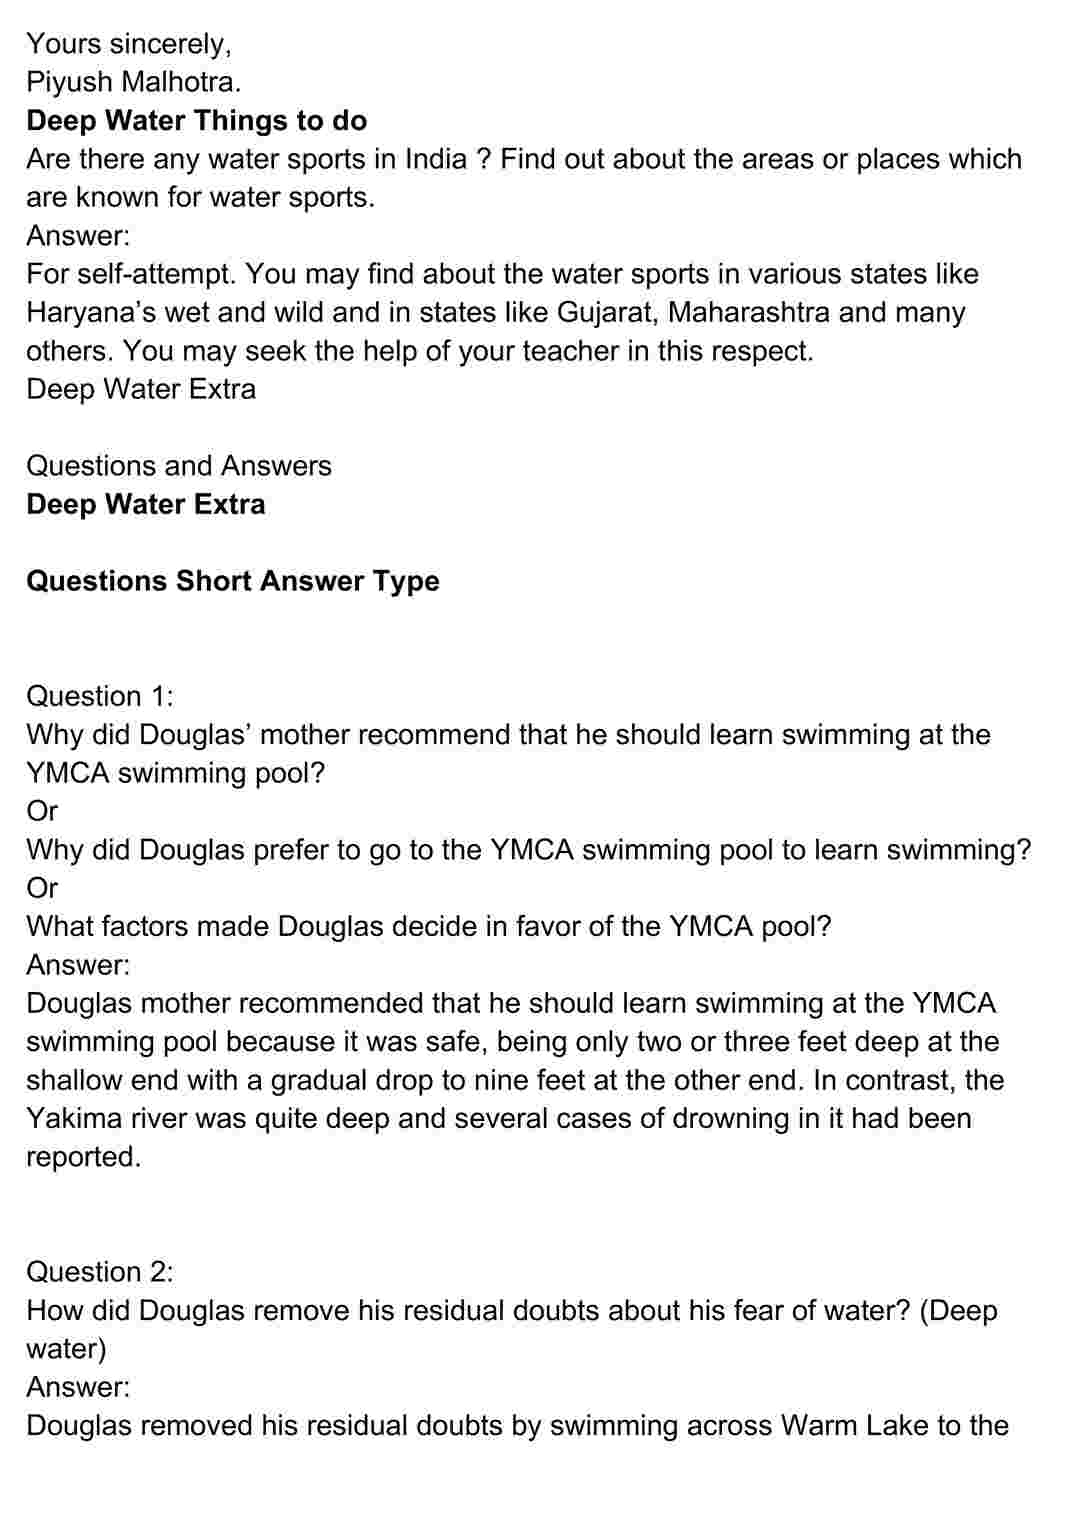 Yours sincerely,
Piyush Malhotra.
Deep Water Things to do
Are there any water sports in India ? Find out about the areas or places which
are known for water sports.
Answer:
For self-attempt. You may find about the water sports in various states like
Haryana’s wet and wild and in states like Gujarat, Maharashtra and many
others. You may seek the help of your teacher in this respect.
Deep Water Extra
Questions and Answers
Deep Water Extra
Questions Short Answer Type
Question 1:
Why did Douglas’ mother recommend that he should learn swimming at the
YMCA swimming pool?
Or
Why did Douglas prefer to go to the YMCA swimming pool to learn swimming?
Or
What factors made Douglas decide in favor of the YMCA pool?
Answer:
Douglas mother recommended that he should learn swimming at the YMCA
swimming pool because it was safe, being only two or three feet deep at the
shallow end with a gradual drop to nine feet at the other end. In contrast, the
Yakima river was quite deep and several cases of drowning in it had been
reported.
Question 2:
How did Douglas remove his residual doubts about his fear of water? (Deep
water)
Answer:
Douglas removed his residual doubts by swimming across Warm Lake to the